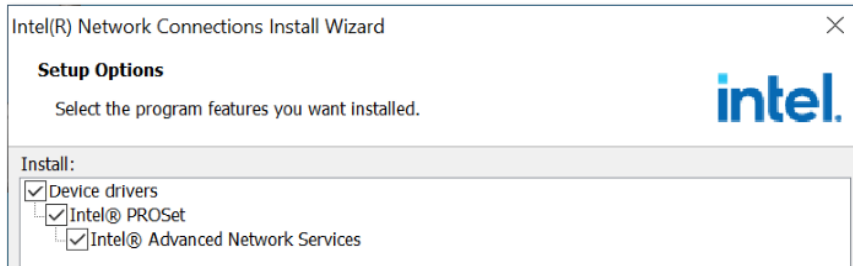 Intel(R) Network Connections Install Wizard
Setup Options
Select the program features you want installed.
intel.
Install:
Device drivers
Intel® PROSet
Intel® Advanced Network Services